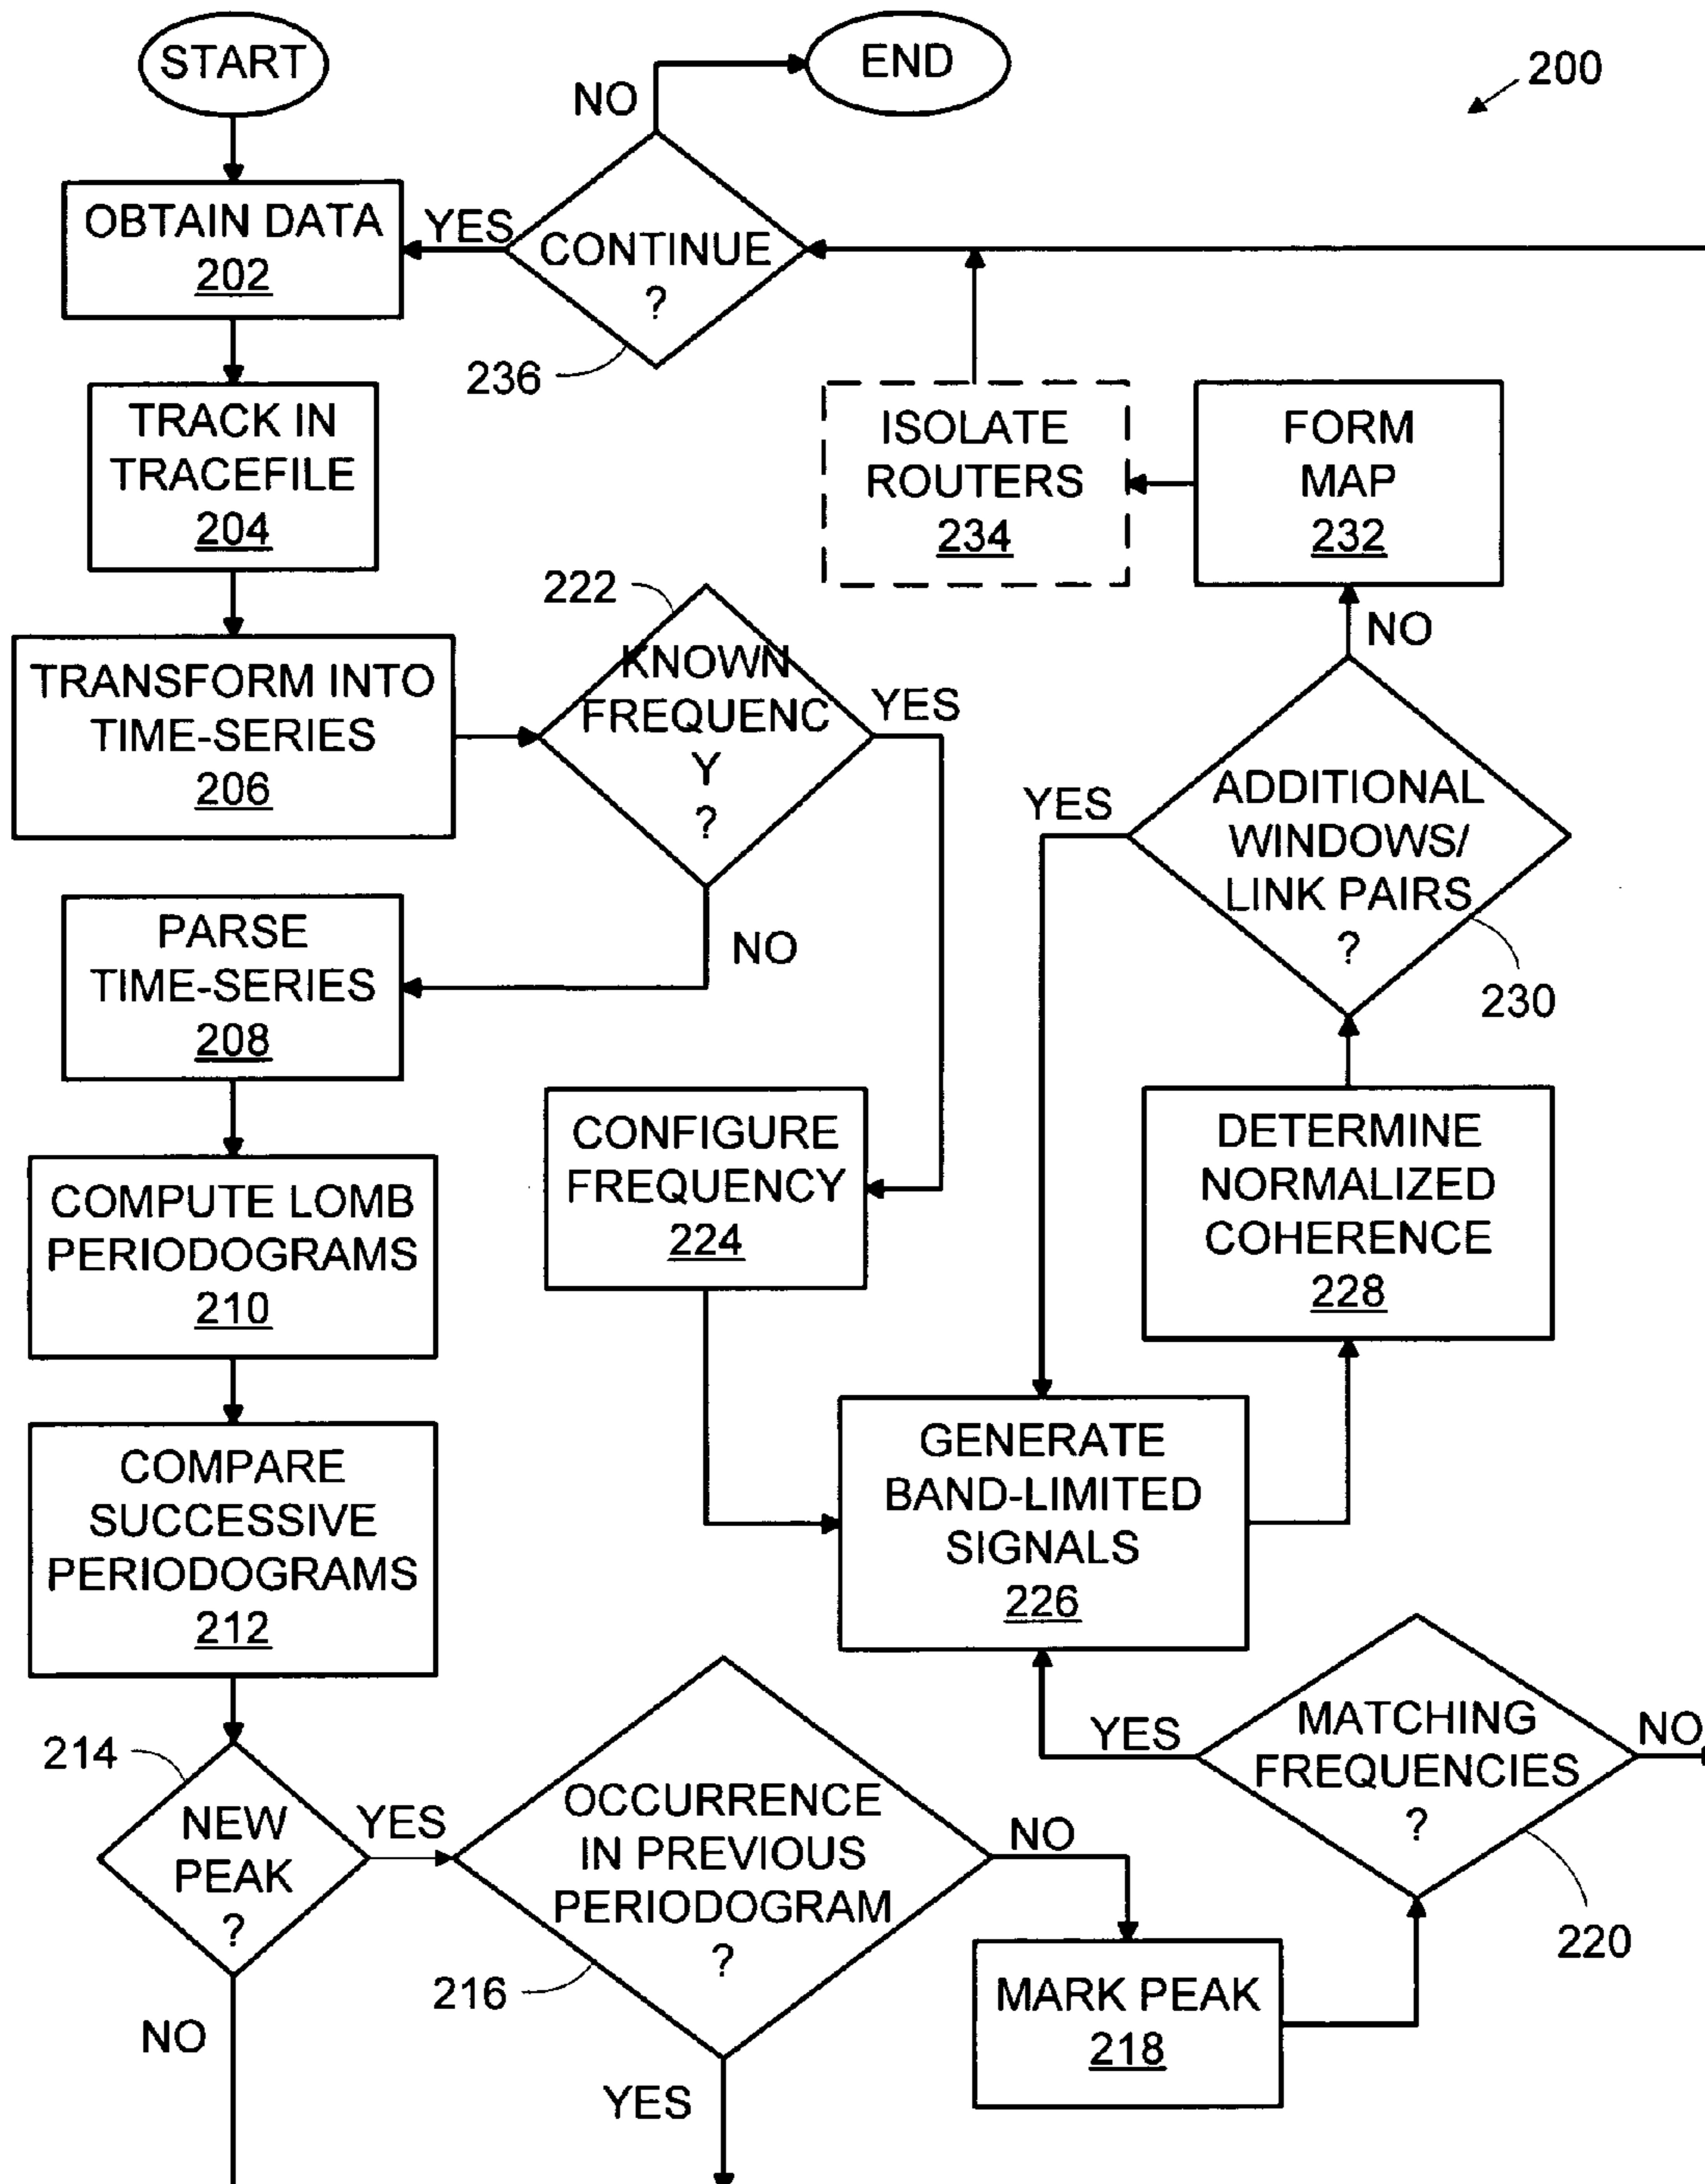 START
END
200
NO
OBTAIN DATA
202
YES
CONTINUE
?
236
TRACK IN
TRACEFILE
204
ISOLATE
ROUTERS
234
FORM
MAP
232
222
NO
TRANSFORM INTO
TIME-SERIES
206
KNOWN
FREQUENC
Y
?
YES
YES
ADDITIONAL
WINDOWS/
LINK PAIRS
?
230
PARSE
TIME-SERIES
208
NO
CONFIGURE
FREQUENCY
224
DETERMINE
NORMALIZED
COHERENCE
228
COMPUTE LOMB
PERIODOGRAMS
210
COMPARE
SUCCESSIVE
PERIODOGRAMS
212
GENERATE
BAND-LIMITED
SIGNALS
226
214
NEW
PEAK
?
YES
OCCURRENCE
IN PREVIOUS
PERIODOGRAM
?
216
NO
YES
MATCHING
FREQUENCIES
?
NO
220
MARK PEAK
218
NO
YES